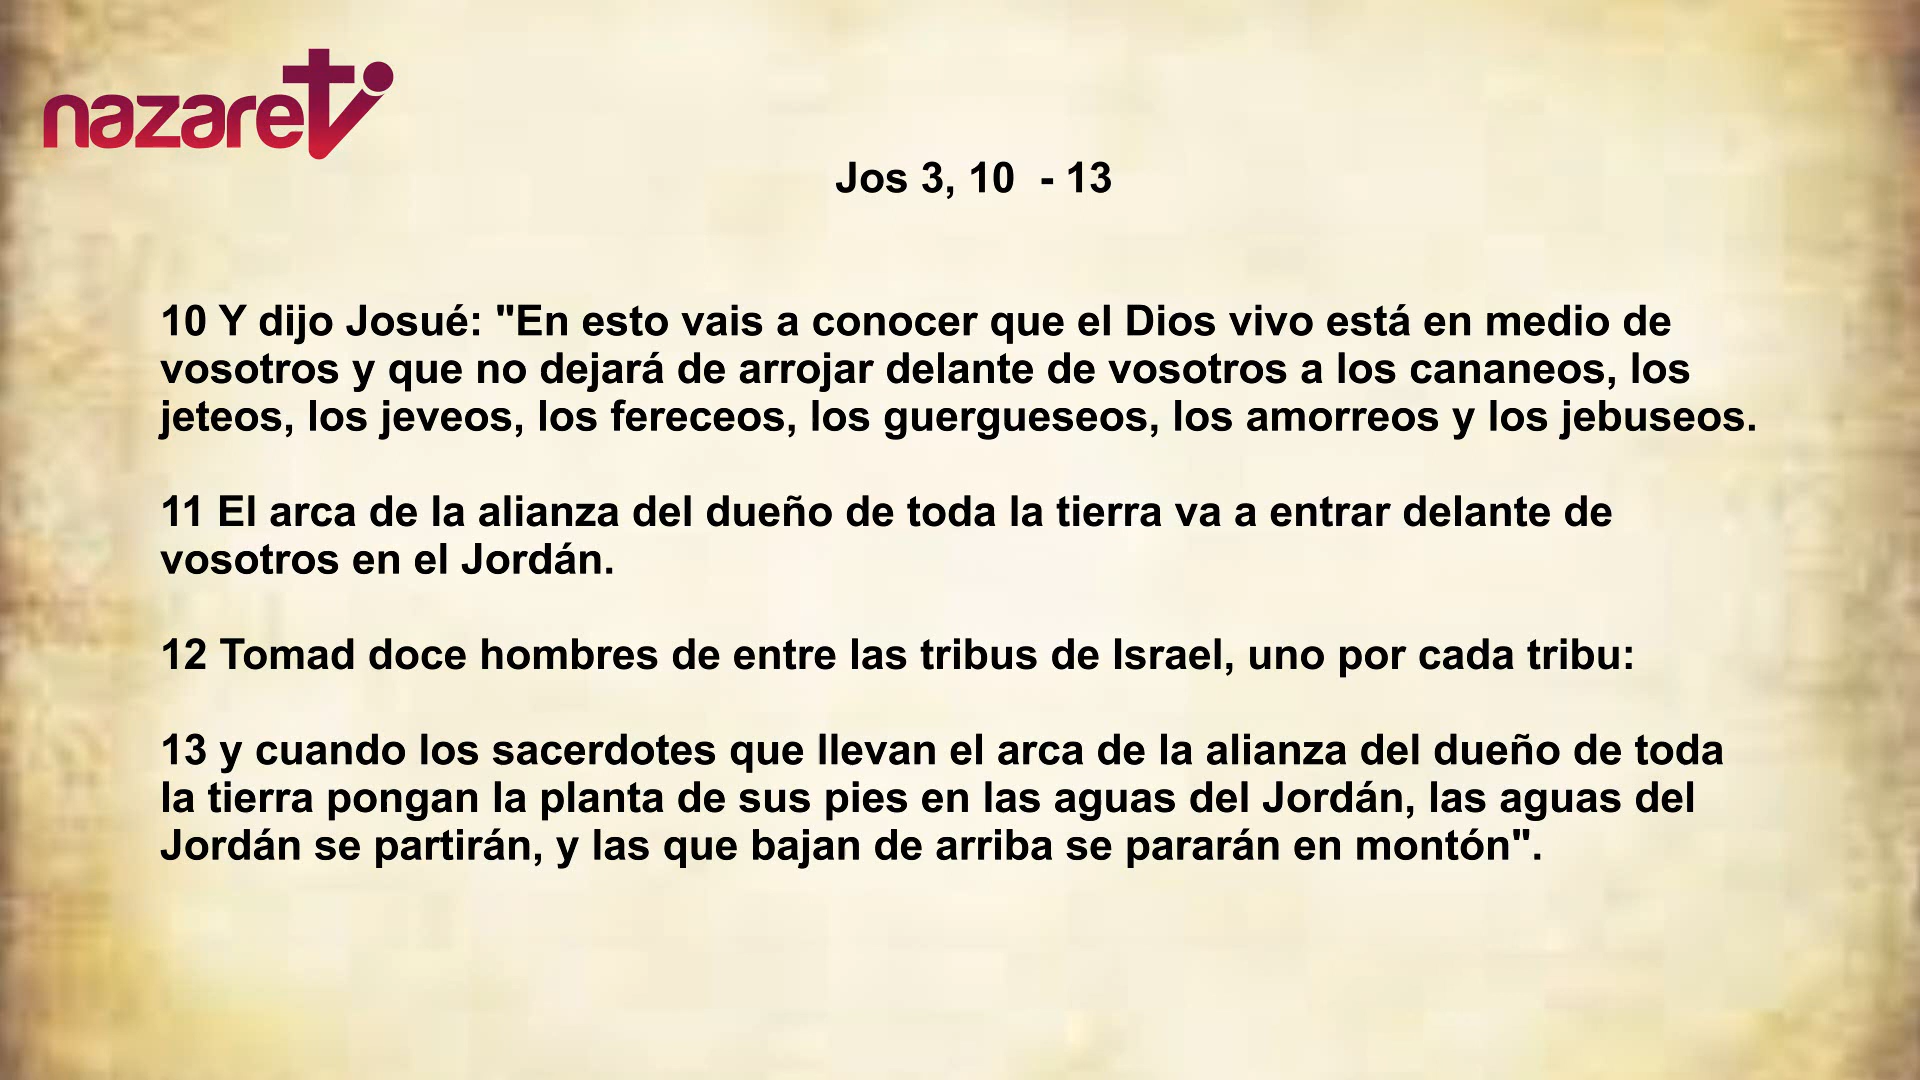 nazaretv
Jos 3, 10  - 13
10 Y dijo Josué: "En esto vais a conocer que el Dios vivo está en medio de
vosotros y que no dejará de arrojar delante de vosotros a los cananeos, los
jeteos, los jeveos, los fereceos, los guergueseos, los amorreos y los jebuseos.
11 El arca de la alianza del dueño de toda la tierra va a entrar delante de
vosotros en el Jordán.
12 Tomad doce hombres de entre las tribus de Israel, uno por cada tribu:
13 y cuando los sacerdotes que llevan el arca de la alianza del dueño de toda
la tierra pongan la planta de sus pies en las aguas del Jordán, las aguas del
Jordán se partirán, y las que bajan de arriba se pararán en montón".